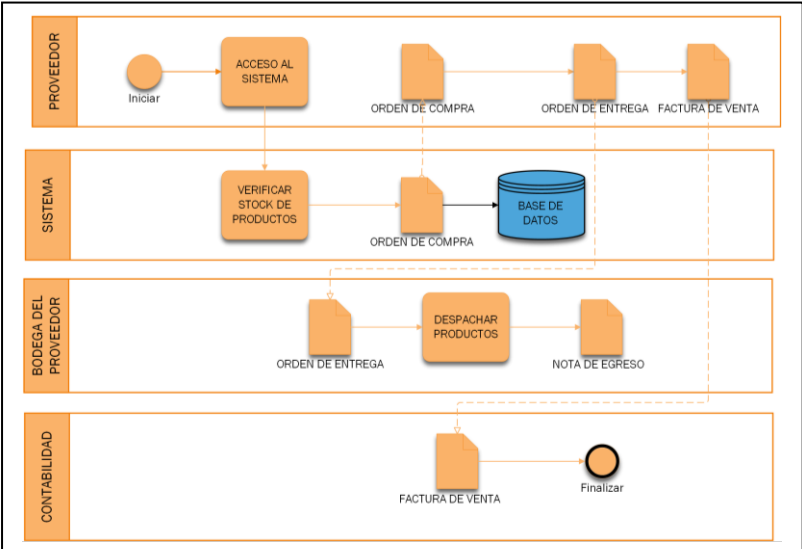 PROVEEDOR
Iniciar
ACCESO AL
SISTEMA
ORDEN DE COMPRA
ORDEN DE ENTREGA
FACTURA DE VENTA
SISTEMA
VERIFICAR
STOCK DE
PRODUCTOS
ORDEN DE COMPRA
BASE DE
DATOS
BODEGA DEL
PROVEEDOR
ORDEN DE ENTREGA
DESPACHAR
PRODUCTOS
NOTA DE EGRESO
CONTABILIDAD
FACTURA DE VENTA
Finalizar